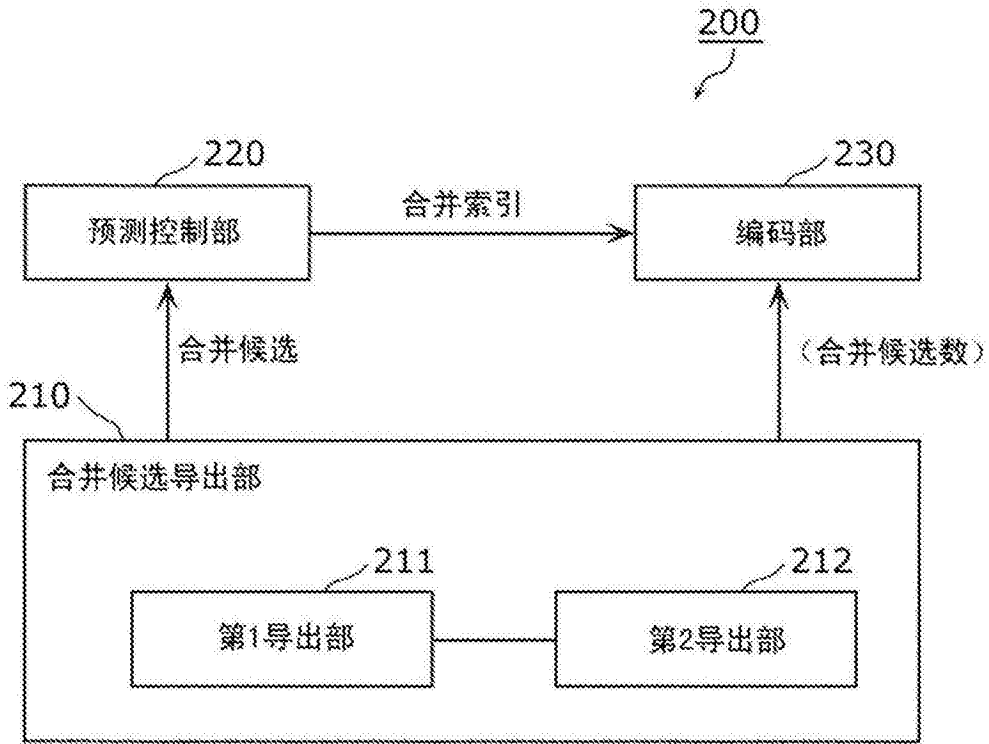 200
220
230
预测控制部
合并索引
编码部
合并候选
（合并候选数）
210
合并候选导出部
211
212
第1导出部
第2导出部